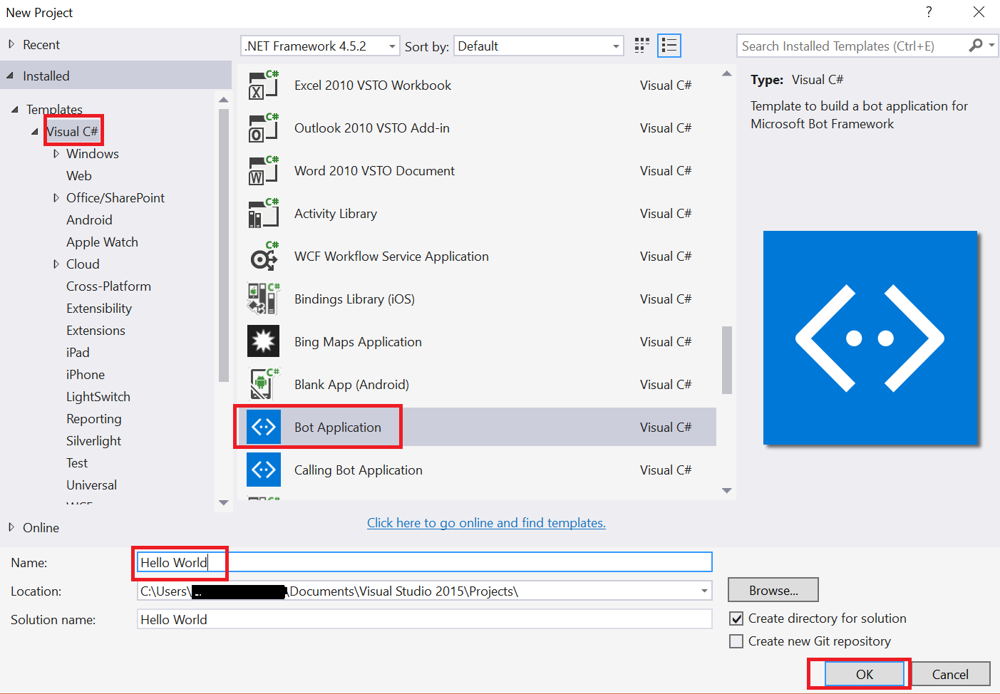 New Project
?
Recent
.NET Framework 4.5.2
Sort by:
Default
Search Installed Templates (Ctrl+E)
Installed
Templates
Visual C#
Windows
Web
Office/SharePoint
Android
Apple Watch
Cloud
Cross-Platform
Extensibility
Extensions
iPad
iPhone
LightSwitch
Reporting
Silverlight
Test
Universal
WCF
Online
Excel 2010 VSTO Workbook Visual C#
Outlook 2010 VSTO Add-in Visual C#
Word 2010 VSTO Document Visual C#
Activity Library Visual C#
WCF Workflow Service Application Visual C#
Bindings Library (iOS) Visual C#
Bing Maps Application Visual C#
Blank App (Android) Visual C#
Bot Application Visual C#
Calling Bot Application Visual C#
Click here to go online and find templates.
Type: Visual C#
Template to build a bot application for
Microsoft Bot Framework
Name: Hello World
Location: C:\Users\ \Documents\Visual Studio 2015\Projects\
Browse...
Solution name: Hello World
Create directory for solution
Create new Git repository
OK
Cancel